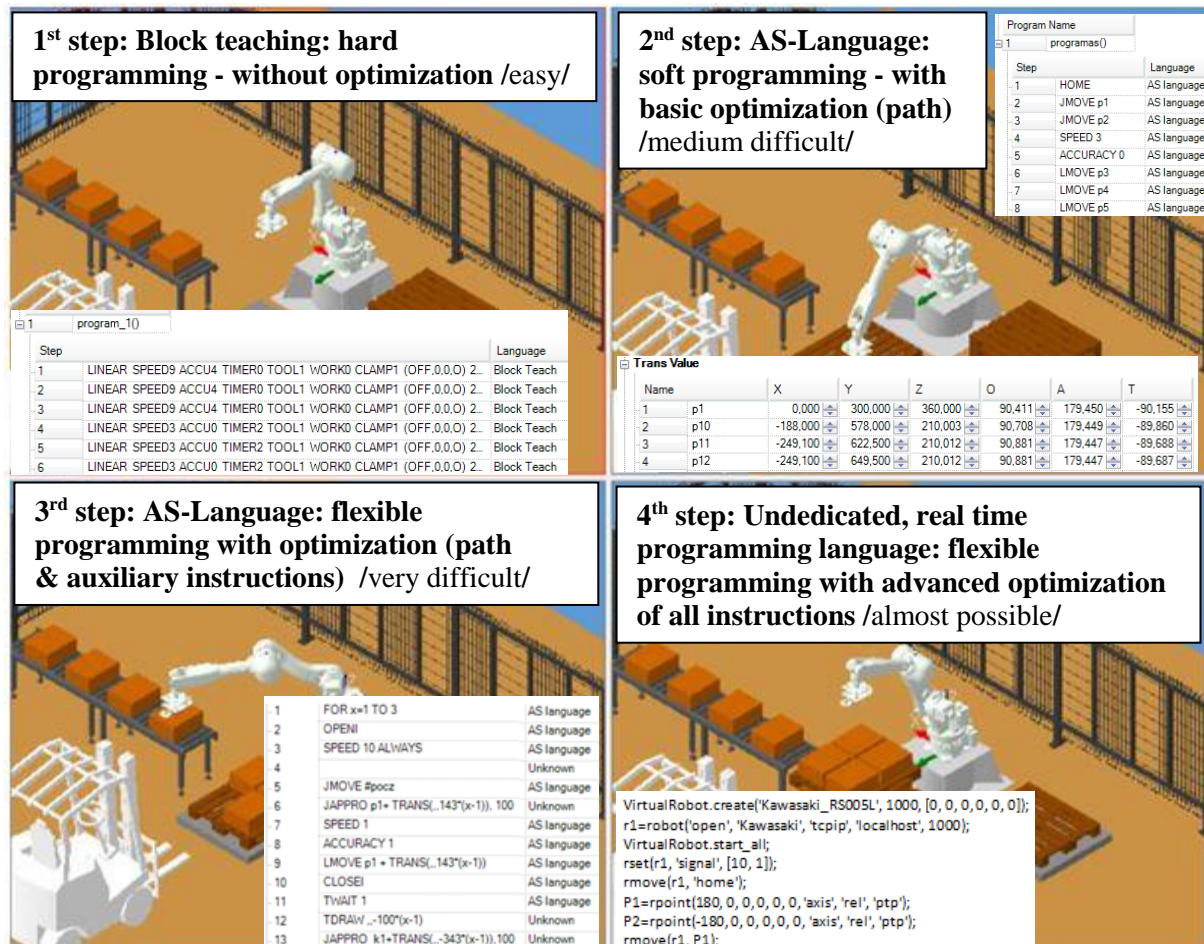 1st step: Block teaching: hard
programming - without optimization /easy/
1 program_1()
Step Language
1 LINEAR SPEED9 ACCU4 TIMER0 TOOL1 WORK0 CLAMP1 (OFF,0,0,O) 2... Block Teach
2 LINEAR SPEED9 ACCU4 TIMER0 TOOL1 WORK0 CLAMP1 (OFF,0,0,O) 2... Block Teach
3 LINEAR SPEED9 ACCU4 TIMER0 TOOL1 WORK0 CLAMP1 (OFF,0,0,O) 2... Block Teach
4 LINEAR SPEED3 ACCU0 TIMER2 TOOL1 WORK0 CLAMP1 (OFF,0,0,O) 2... Block Teach
5 LINEAR SPEED3 ACCU0 TIMER2 TOOL1 WORK0 CLAMP1 (OFF,0,0,O) 2... Block Teach
6 LINEAR SPEED3 ACCU0 TIMER2 TOOL1 WORK0 CLAMP1 (OFF,0,0,O) 2... Block Teach
2nd step: AS-Language:
soft programming - with
basic optimization (path)
/medium difficult/
Program Name
1 programas()
Step Language
1 HOME AS language
2 JMOVE p1 AS language
3 JMOVE p2 AS language
4 SPEED 3 AS language
5 ACCURACY 0 AS language
6 LMOVE p3 AS language
7 LMOVE p4 AS language
8 LMOVE p5 AS language
Trans Value
Name X Y Z O A T
1 p1 0,000 300,000 360,000 90,411 179,450 -90,155
2 p10 -188,000 578,000 210,003 90,708 179,449 -89,860
3 p11 -249,100 622,500 210,012 90,881 179,447 -89,688
4 p12 -249,100 649,500 210,012 90,881 179,447 -89,687
3rd step: AS-Language: flexible
programming with optimization (path
& auxiliary instructions) /very difficult/
1 FOR x=1 TO 3 AS language
2 OPENI AS language
3 SPEED 10 ALWAYS AS language
4 Unknown
5 JMOVE #pocz AS language
6 JAPPRO p1+ TRANS(,,143*(x-1)), 100 Unknown
7 SPEED 1 AS language
8 ACCURACY 1 AS language
9 LMOVE p1 + TRANS(,,143*(x-1)) AS language
10 CLOSEI AS language
11 TWAIT 1 AS language
12 TDRAW ,,-100*(x-1) Unknown
13 JAPPRO k1+TRANS(,,-343*(x-1)),100 Unknown
4th step: Undedicated, real time
programming language: flexible
programming with advanced optimization
of all instructions /almost possible/
VirtualRobot.create('Kawasaki_RS005L', 1000, [0, 0, 0, 0, 0, 0]);
r1=robot('open', 'Kawasaki', 'tcpip', 'localhost', 1000);
VirtualRobot.start_all;
rset(r1, 'signal', [10, 1]);
rmove(r1, 'home');
P1=rpoint(180, 0, 0, 0, 0, 0, 'axis', 'rel', 'ptp');
P2=rpoint(-180, 0, 0, 0, 0, 0, 'axis', 'rel', 'ptp');
rmove(r1, P1);